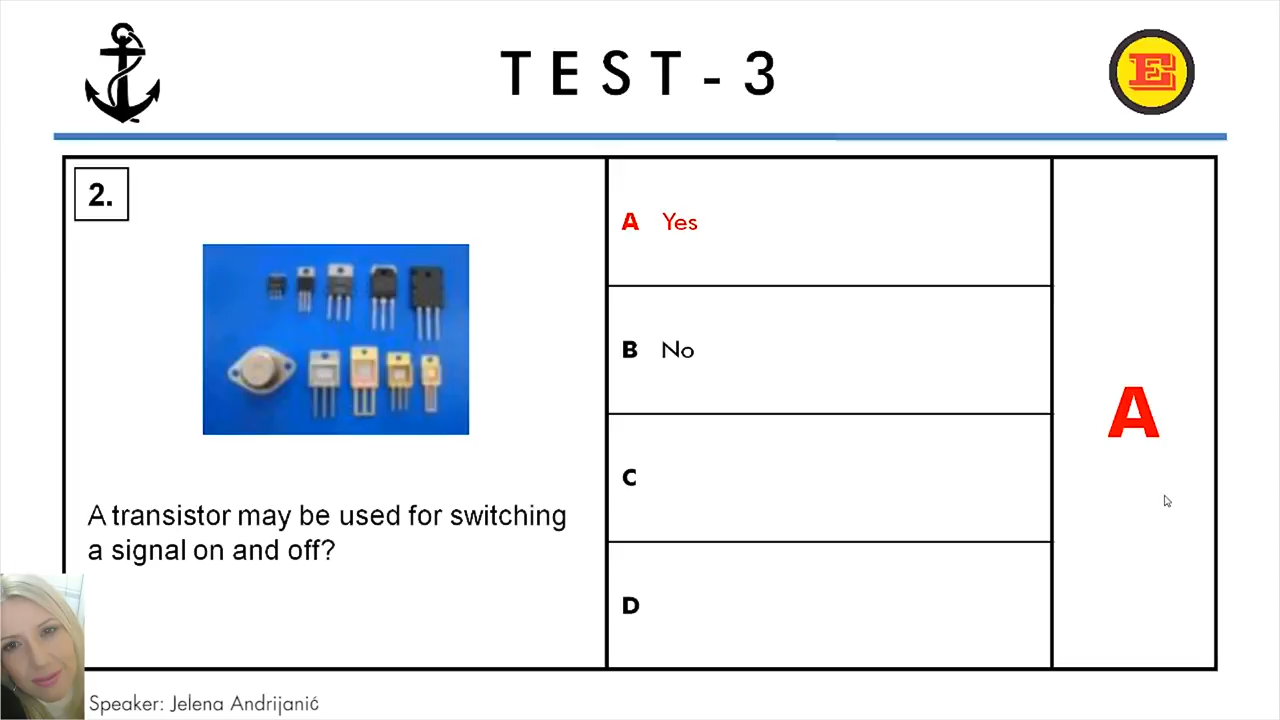 TEST-3
E
2.
A Yes
B No
C
D
A
A transistor may be used for switching
a signal on and off?
Speaker: Jelena Andrijanić